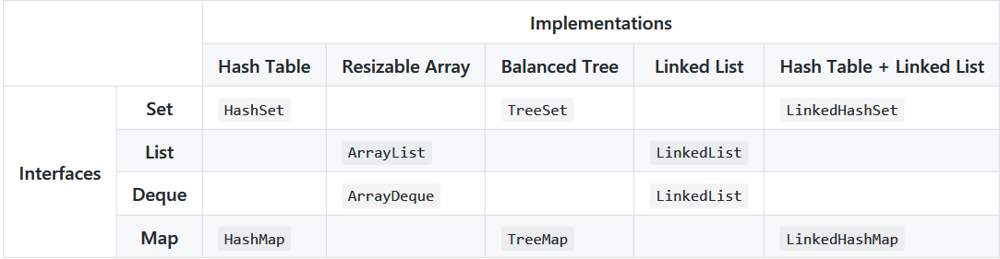 Implementations
Hash Table Resizable Array Balanced Tree Linked List Hash Table + Linked List
Interfaces
Set HashSet TreeSet LinkedHashSet
List ArrayList LinkedList
Deque ArrayDeque LinkedList
Map HashMap TreeMap LinkedHashMap